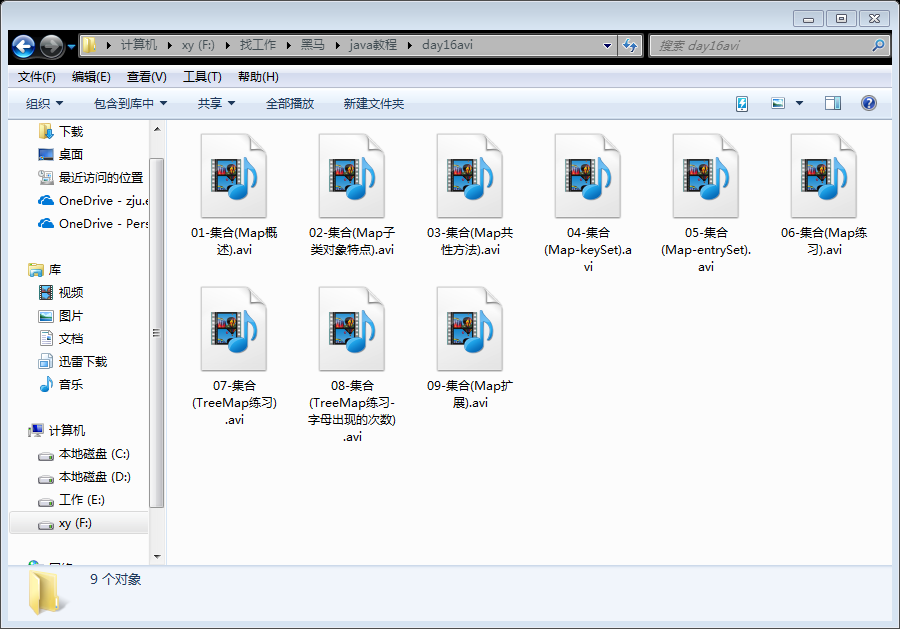 计算机 xy (F:) 找工作 黑马 java教程 day16avi 搜索 day16avi
文件(F) 编辑(E) 查看(V) 工具(T) 帮助(H)
组织 包含到库中 共享 全部播放 新建文件夹
下载
桌面
最近访问的位置
OneDrive - zju.e
OneDrive - Pers
库
视频
图片
文档
迅雷下载
音乐
计算机
本地磁盘 (C:)
本地磁盘 (D:)
工作 (E:)
xy (F:)
01-集合(Map概
述).avi
02-集合(Map子
类对象特点).avi
03-集合(Map共
性方法).avi
04-集合
(Map-keySet).a
vi
05-集合
(Map-entrySet).
avi
06-集合(Map练
习).avi
07-集合
(TreeMap练习)
.avi
08-集合
(TreeMap练习-
字母出现的次数)
.avi
09-集合(Map扩
展).avi
9 个对象